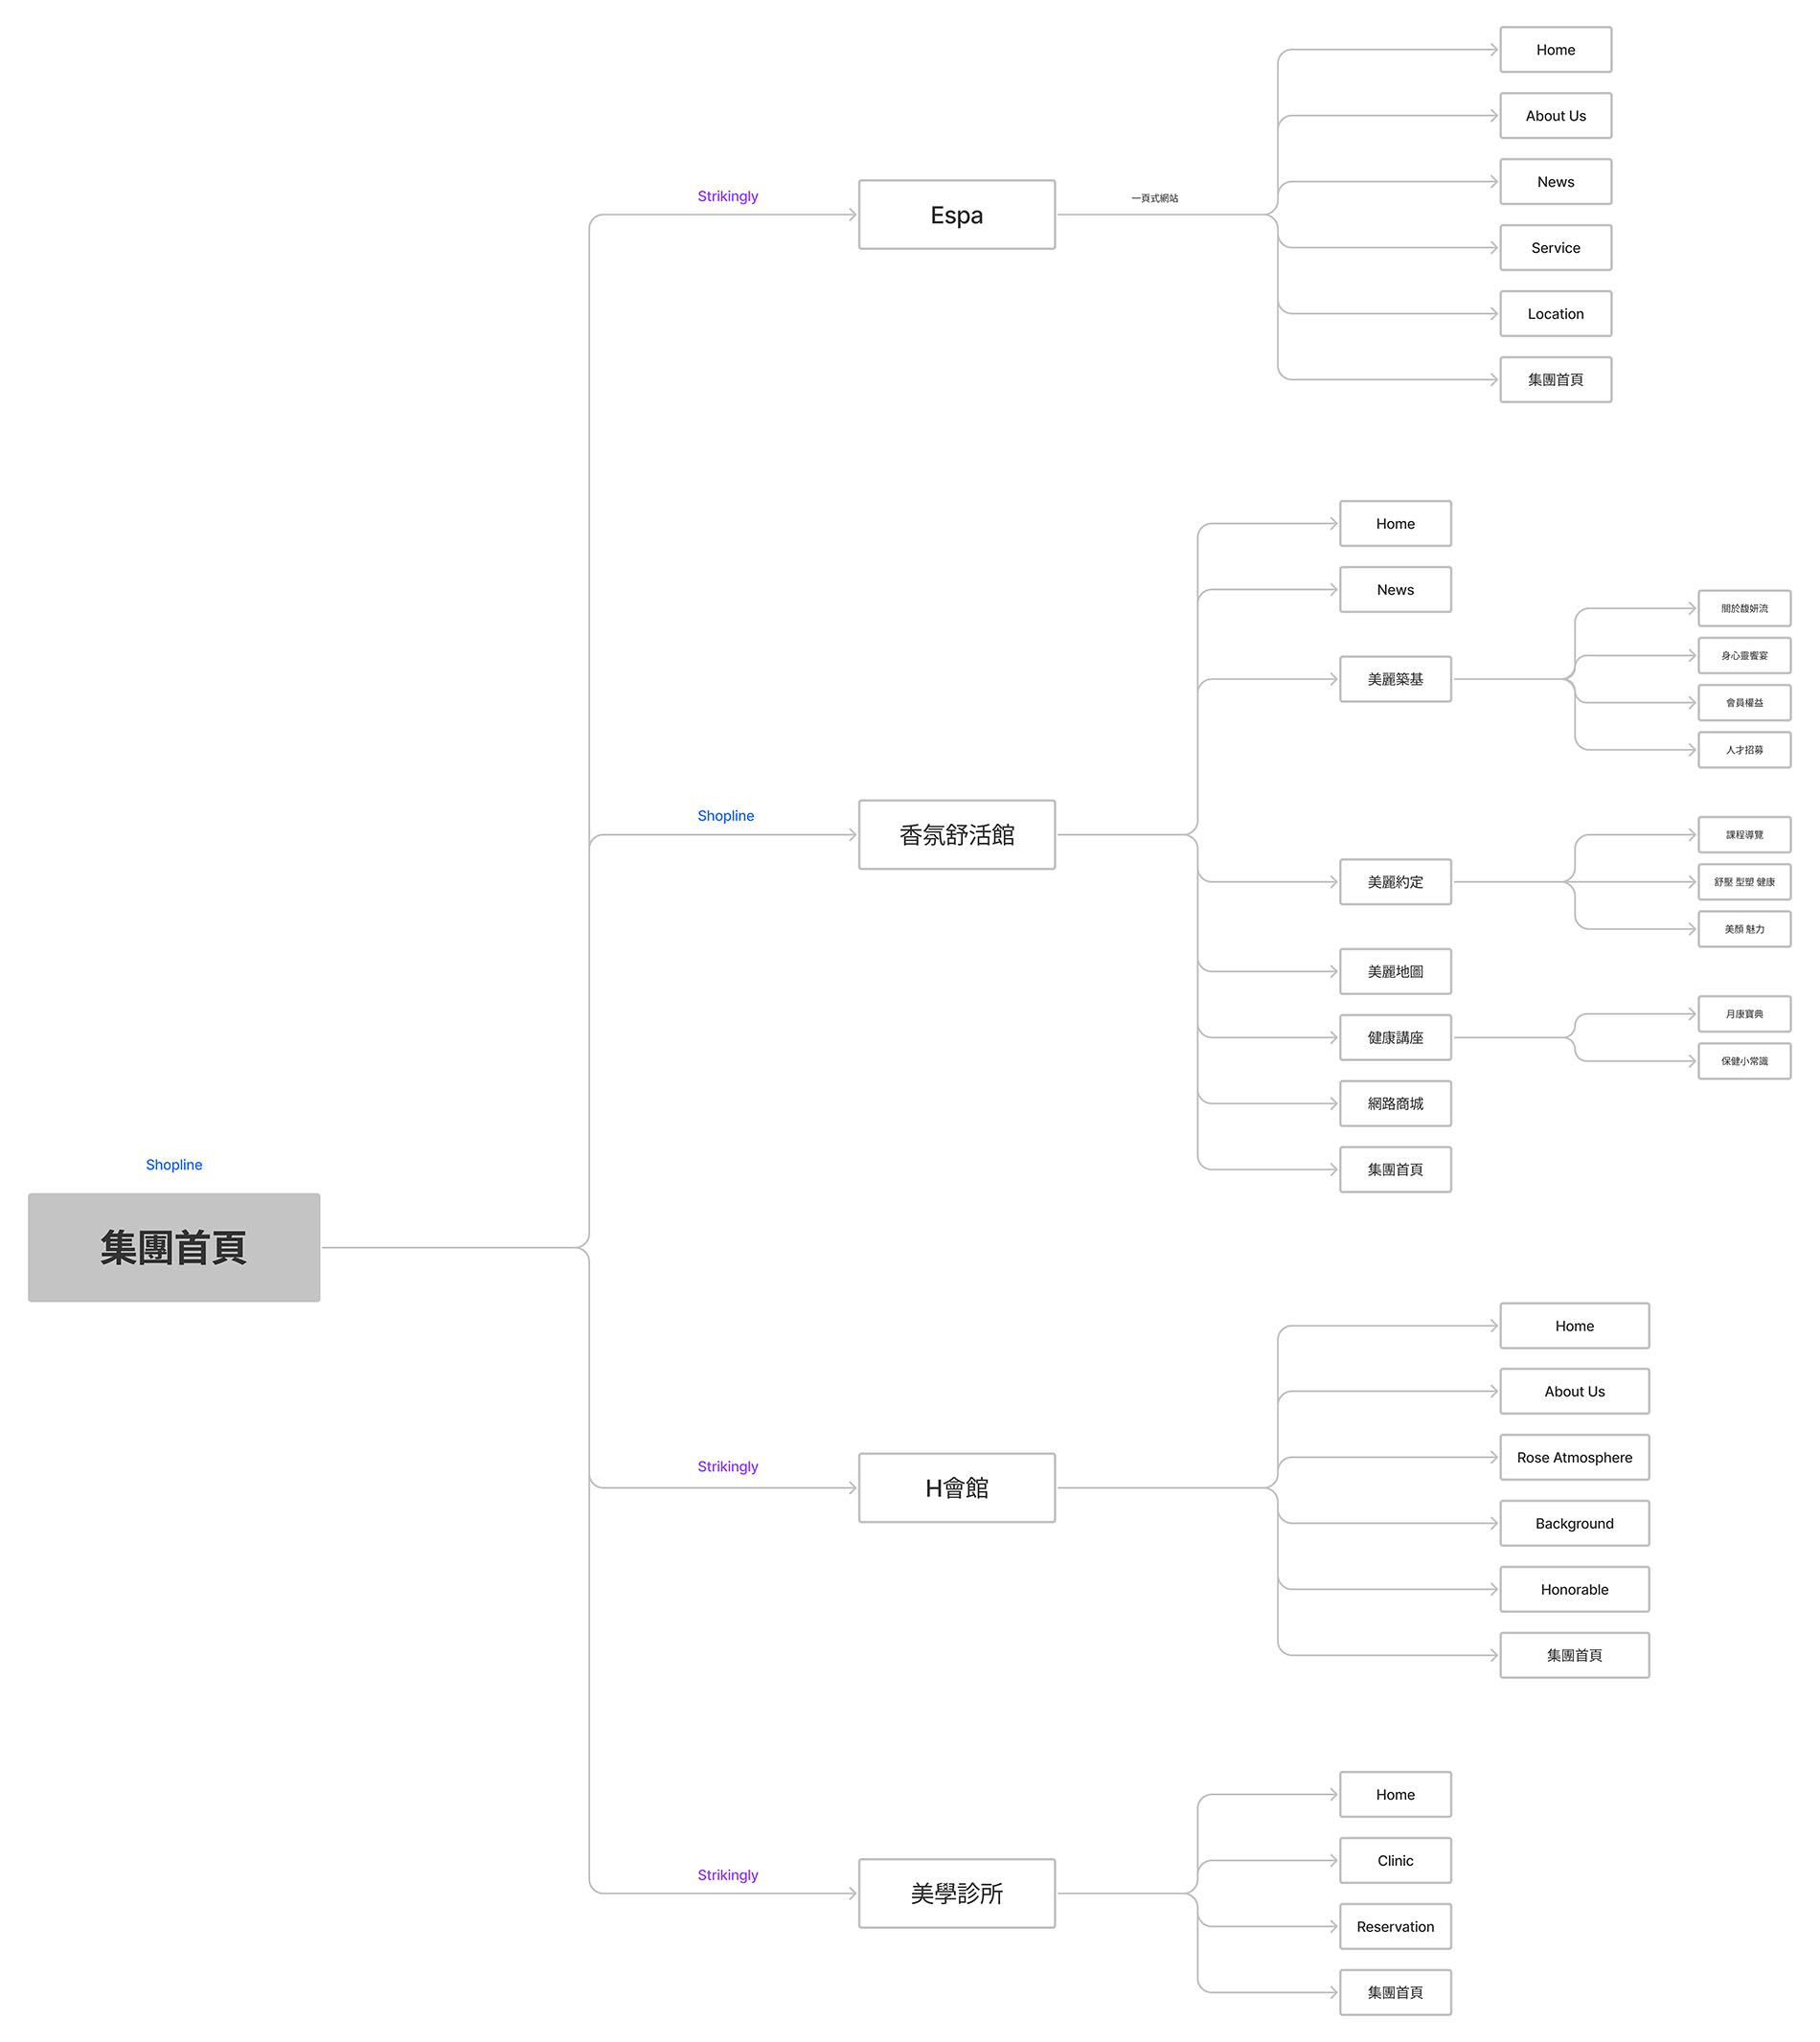 Home
About Us
News
Strikingly
Espa
一頁式網站
Service
Location
集團首頁
Home
News
美麗築基
關於馥妍流
身心靈饗宴
會員權益
人才招募
Shopline
香氛舒活館
美麗約定
課程導覽
舒壓 型塑 健康
美顏 魅力
美麗地圖
健康講座
月康寶典
保健小常識
網路商城
集團首頁
Shopline
集團首頁
Home
About Us
Rose Atmosphere
Strikingly
H會館
Background
Honorable
集團首頁
Home
Clinic
Strikingly
美學診所
Reservation
集團首頁